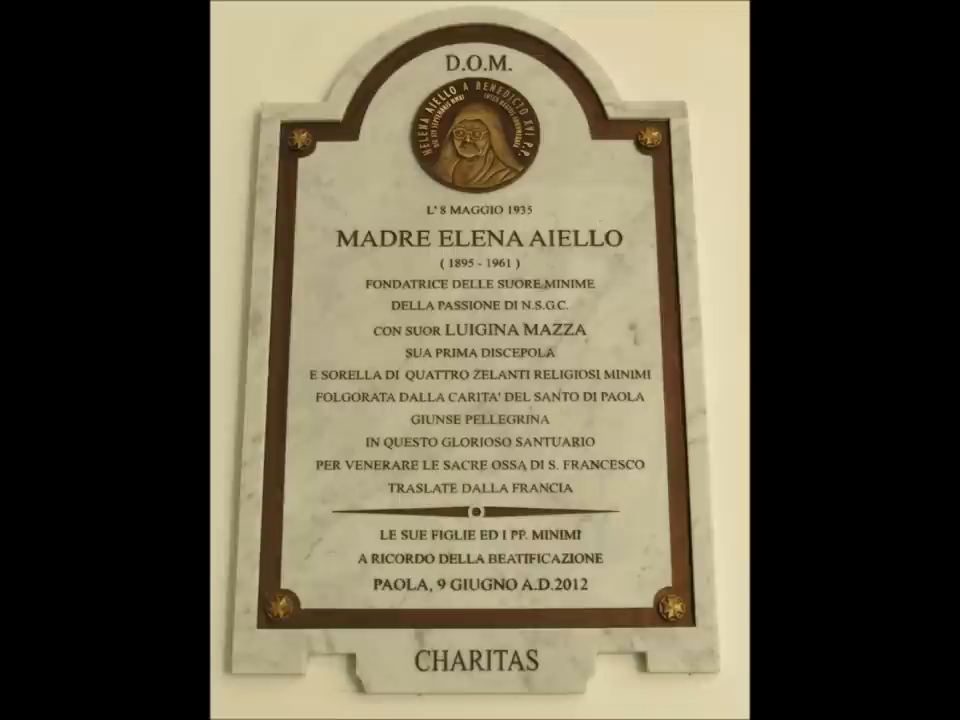 D.O.M.
HELENA AIELLO A BENEDICTO XVI P.P.
L' 8 MAGGIO 1935
MADRE ELENA AIELLO
( 1895 - 1961 )
FONDATRICE DELLE SUORE MINIME
DELLA PASSIONE DI N.S.G.C.
CON SUOR LUIGINA MAZZA
SUA PRIMA DISCEPOLA
E SORELLA DI QUATTRO ZELANTI RELIGIOSI MINIMI
FOLGORATA DALLA CARITA' DEL SANTO DI PAOLA
GIUNSE PELLEGRINA
IN QUESTO GLORIOSO SANTUARIO
PER VENERARE LE SACRE OSSA DI S. FRANCESCO
TRASLATE DALLA FRANCIA
LE SUE FIGLIE ED I PP. MINIMI
A RICORDO DELLA BEATIFICAZIONE
PAOLA, 9 GIUGNO A.D.2012
CHARITAS